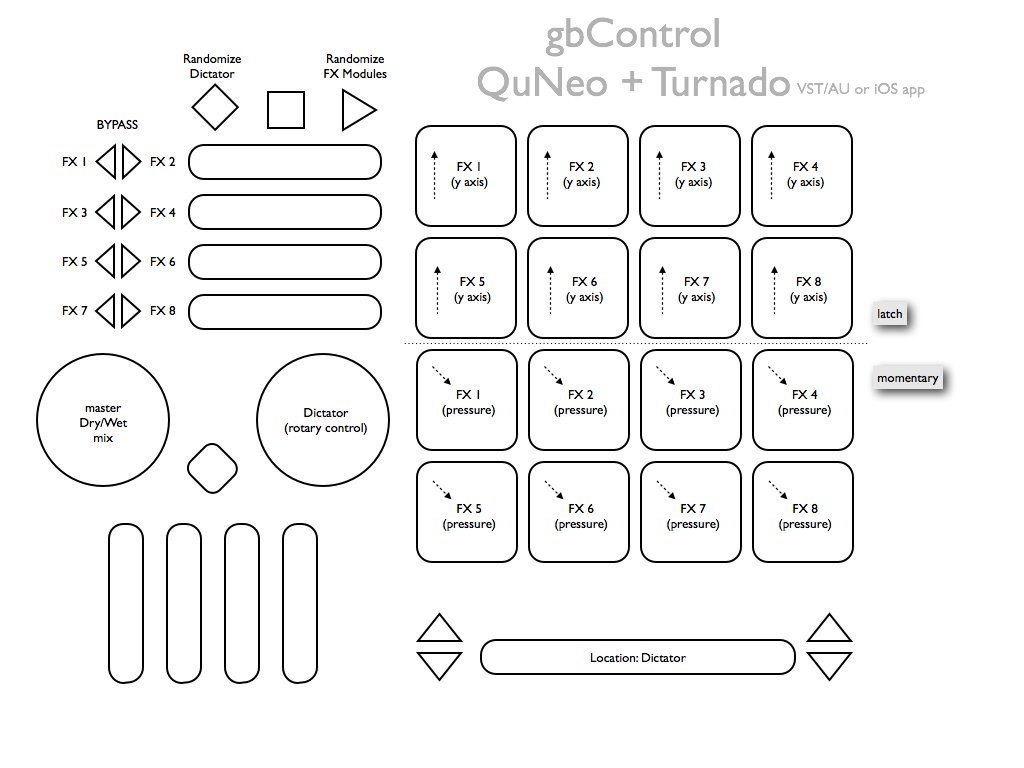 gbControl
QuNeo + Turnado VST/AU or iOS app
Randomize
Dictator
Randomize
FX Modules
BYPASS
FX 1
FX 2
FX 3
FX 4
FX 5
FX 6
FX 7
FX 8
FX 1
(y axis)
FX 2
(y axis)
FX 3
(y axis)
FX 4
(y axis)
FX 5
(y axis)
FX 6
(y axis)
FX 7
(y axis)
FX 8
(y axis)
latch
momentary
FX 1
(pressure)
FX 2
(pressure)
FX 3
(pressure)
FX 4
(pressure)
FX 5
(pressure)
FX 6
(pressure)
FX 7
(pressure)
FX 8
(pressure)
master
Dry/Wet
mix
Dictator
(rotary control)
Location: Dictator